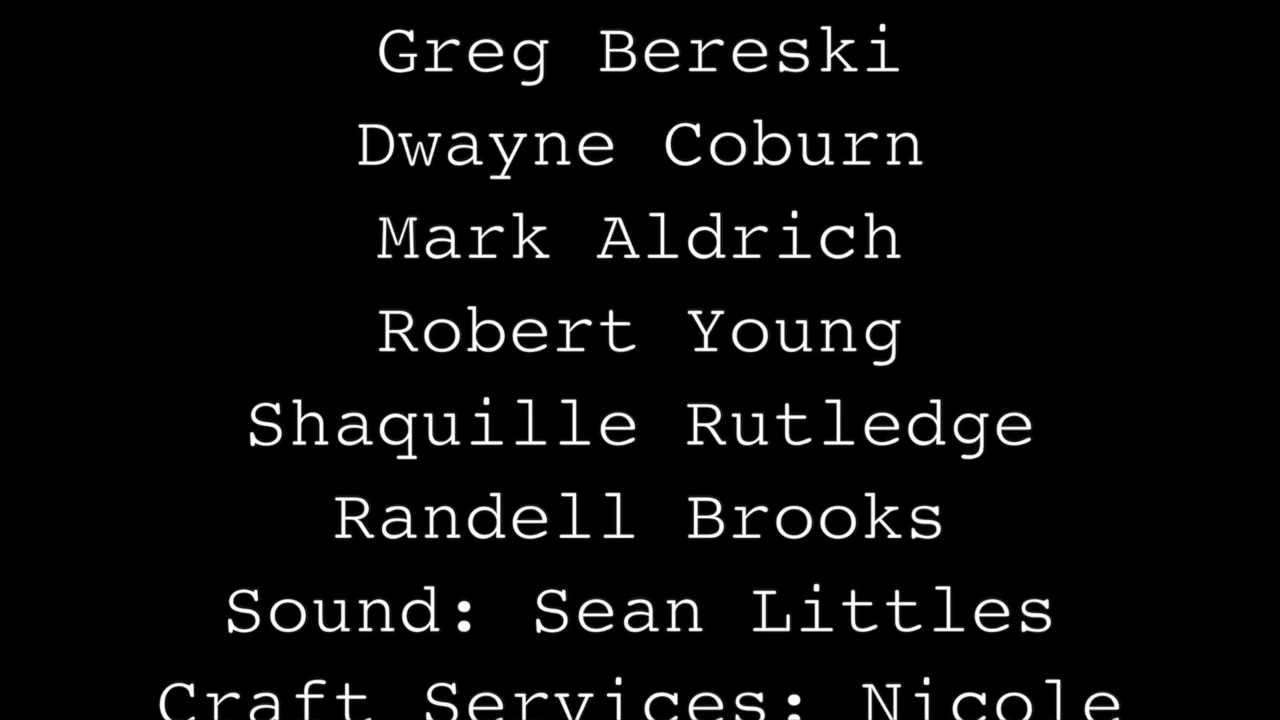 Greg Bereski
Dwayne Coburn
Mark Aldrich
Robert Young
Shaquille Rutledge
Randell Brooks
Sound: Sean Littles
Craft Services: Nicole